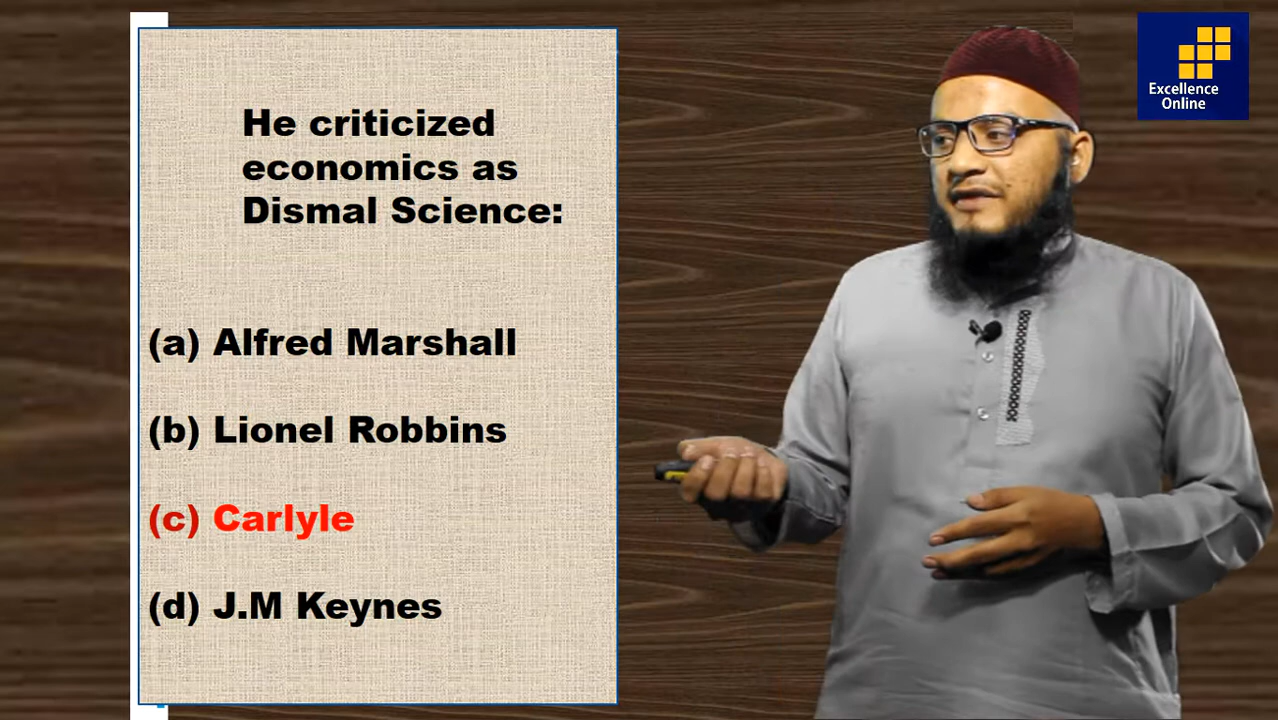 He criticized
economics as
Dismal Science:
(a) Alfred Marshall
(b) Lionel Robbins
(c) Carlyle
(d) J.M Keynes
Excellence
Online